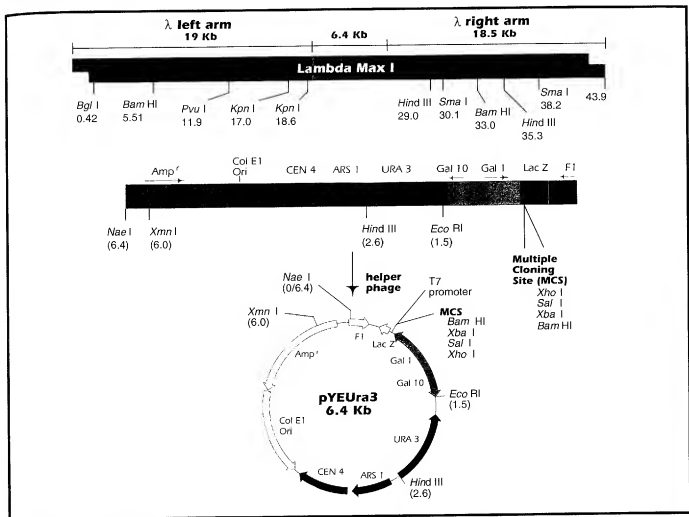 λ left arm
19 Kb
6.4 Kb
λ right arm
18.5 Kb
Lambda Max I
Bgl I
0.42
Bam HI
5.51
Pvu I
11.9
Kpn I
17.0
Kpn I
18.6
Hind III
29.0
Sma I
30.1
Bam HI
33.0
Hind III
35.3
Sma I
38.2
43.9
Amp r
Col E1
Ori
CEN 4
ARS 1
URA 3
Gal 10
Gal 1
Lac Z
F1
Nae I
(6.4)
Xmn I
(6.0)
Hind III
(2.6)
Eco RI
(1.5)
Multiple
Cloning
Site (MCS)
Xho I
Sal I
Xba I
Bam HI
Nae I
(0/6.4)
helper
phage
T7
promoter
Xmn I
(6.0)
F1
Lac Z
MCS
Bam HI
Xba I
Sal I
Xho I
Amp r
Gal 1
Gal 10
pYEUra3
6.4 Kb
Eco RI
(1.5)
Col E1
Ori
URA 3
CEN 4
ARS 1
Hind III
(2.6)